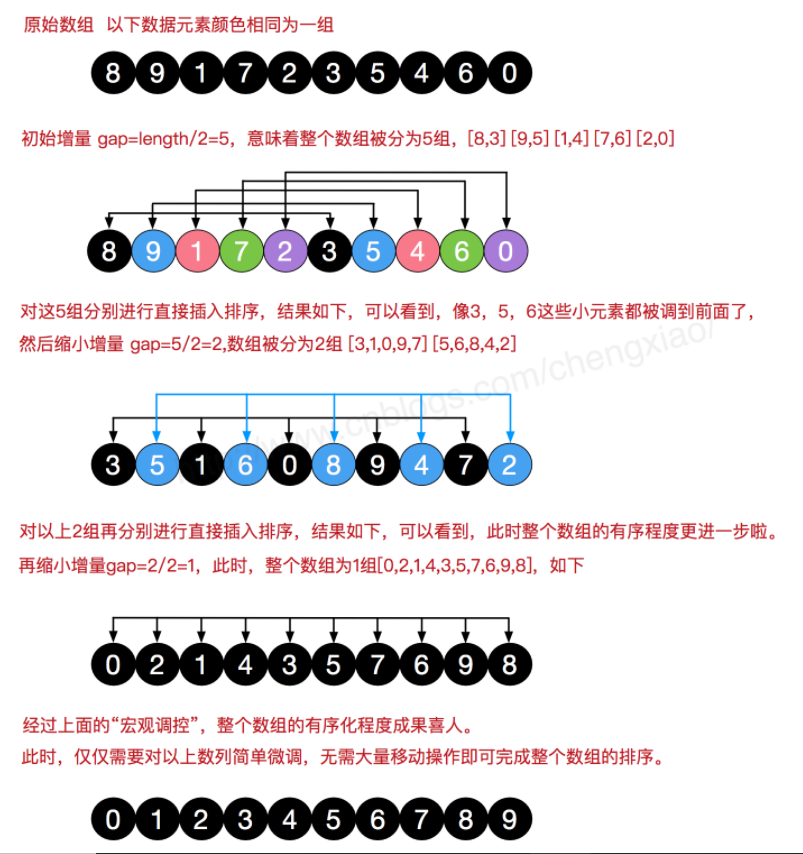 原始数组 以下数据元素颜色相同为一组
8 9 1 7 2 3 5 4 6 0
初始增量 gap=length/2=5，意味着整个数组被分为5组，[8,3][9,5][1,4][7,6][2,0]
8 9 1 7 2 3 5 4 6 0
对这5组分别进行直接插入排序，结果如下，可以看到，像3，5，6这些小元素都被调到前面了，
然后缩小增量 gap=5/2=2,数组被分为2组 [3,1,0,9,7][5,6,8,4,2]
www.cnblogs.com/chengxiao/
3 5 1 6 0 8 9 4 7 2
对以上2组再分别进行直接插入排序，结果如下，可以看到，此时整个数组的有序程度更进一步啦。
再缩小增量gap=2/2=1，此时，整个数组为1组[0,2,1,4,3,5,7,6,9,8]，如下
0 2 1 4 3 5 7 6 9 8
经过上面的“宏观调控”，整个数组的有序化程度成果喜人。
此时，仅仅需要对以上数列简单微调，无需大量移动操作即可完成整个数组的排序。
0 1 2 3 4 5 6 7 8 9